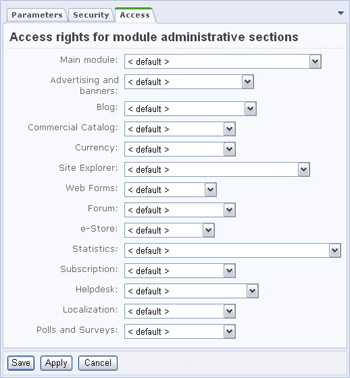 Parameters Security Access
Access rights for module administrative sections
Main module: < default >
Advertising and banners: < default >
Blog: < default >
Commercial Catalog: < default >
Currency: < default >
Site Explorer: < default >
Web Forms: < default >
Forum: < default >
e-Store: < default >
Statistics: < default >
Subscription: < default >
Helpdesk: < default >
Localization: < default >
Polls and Surveys: < default >
Save Apply Cancel